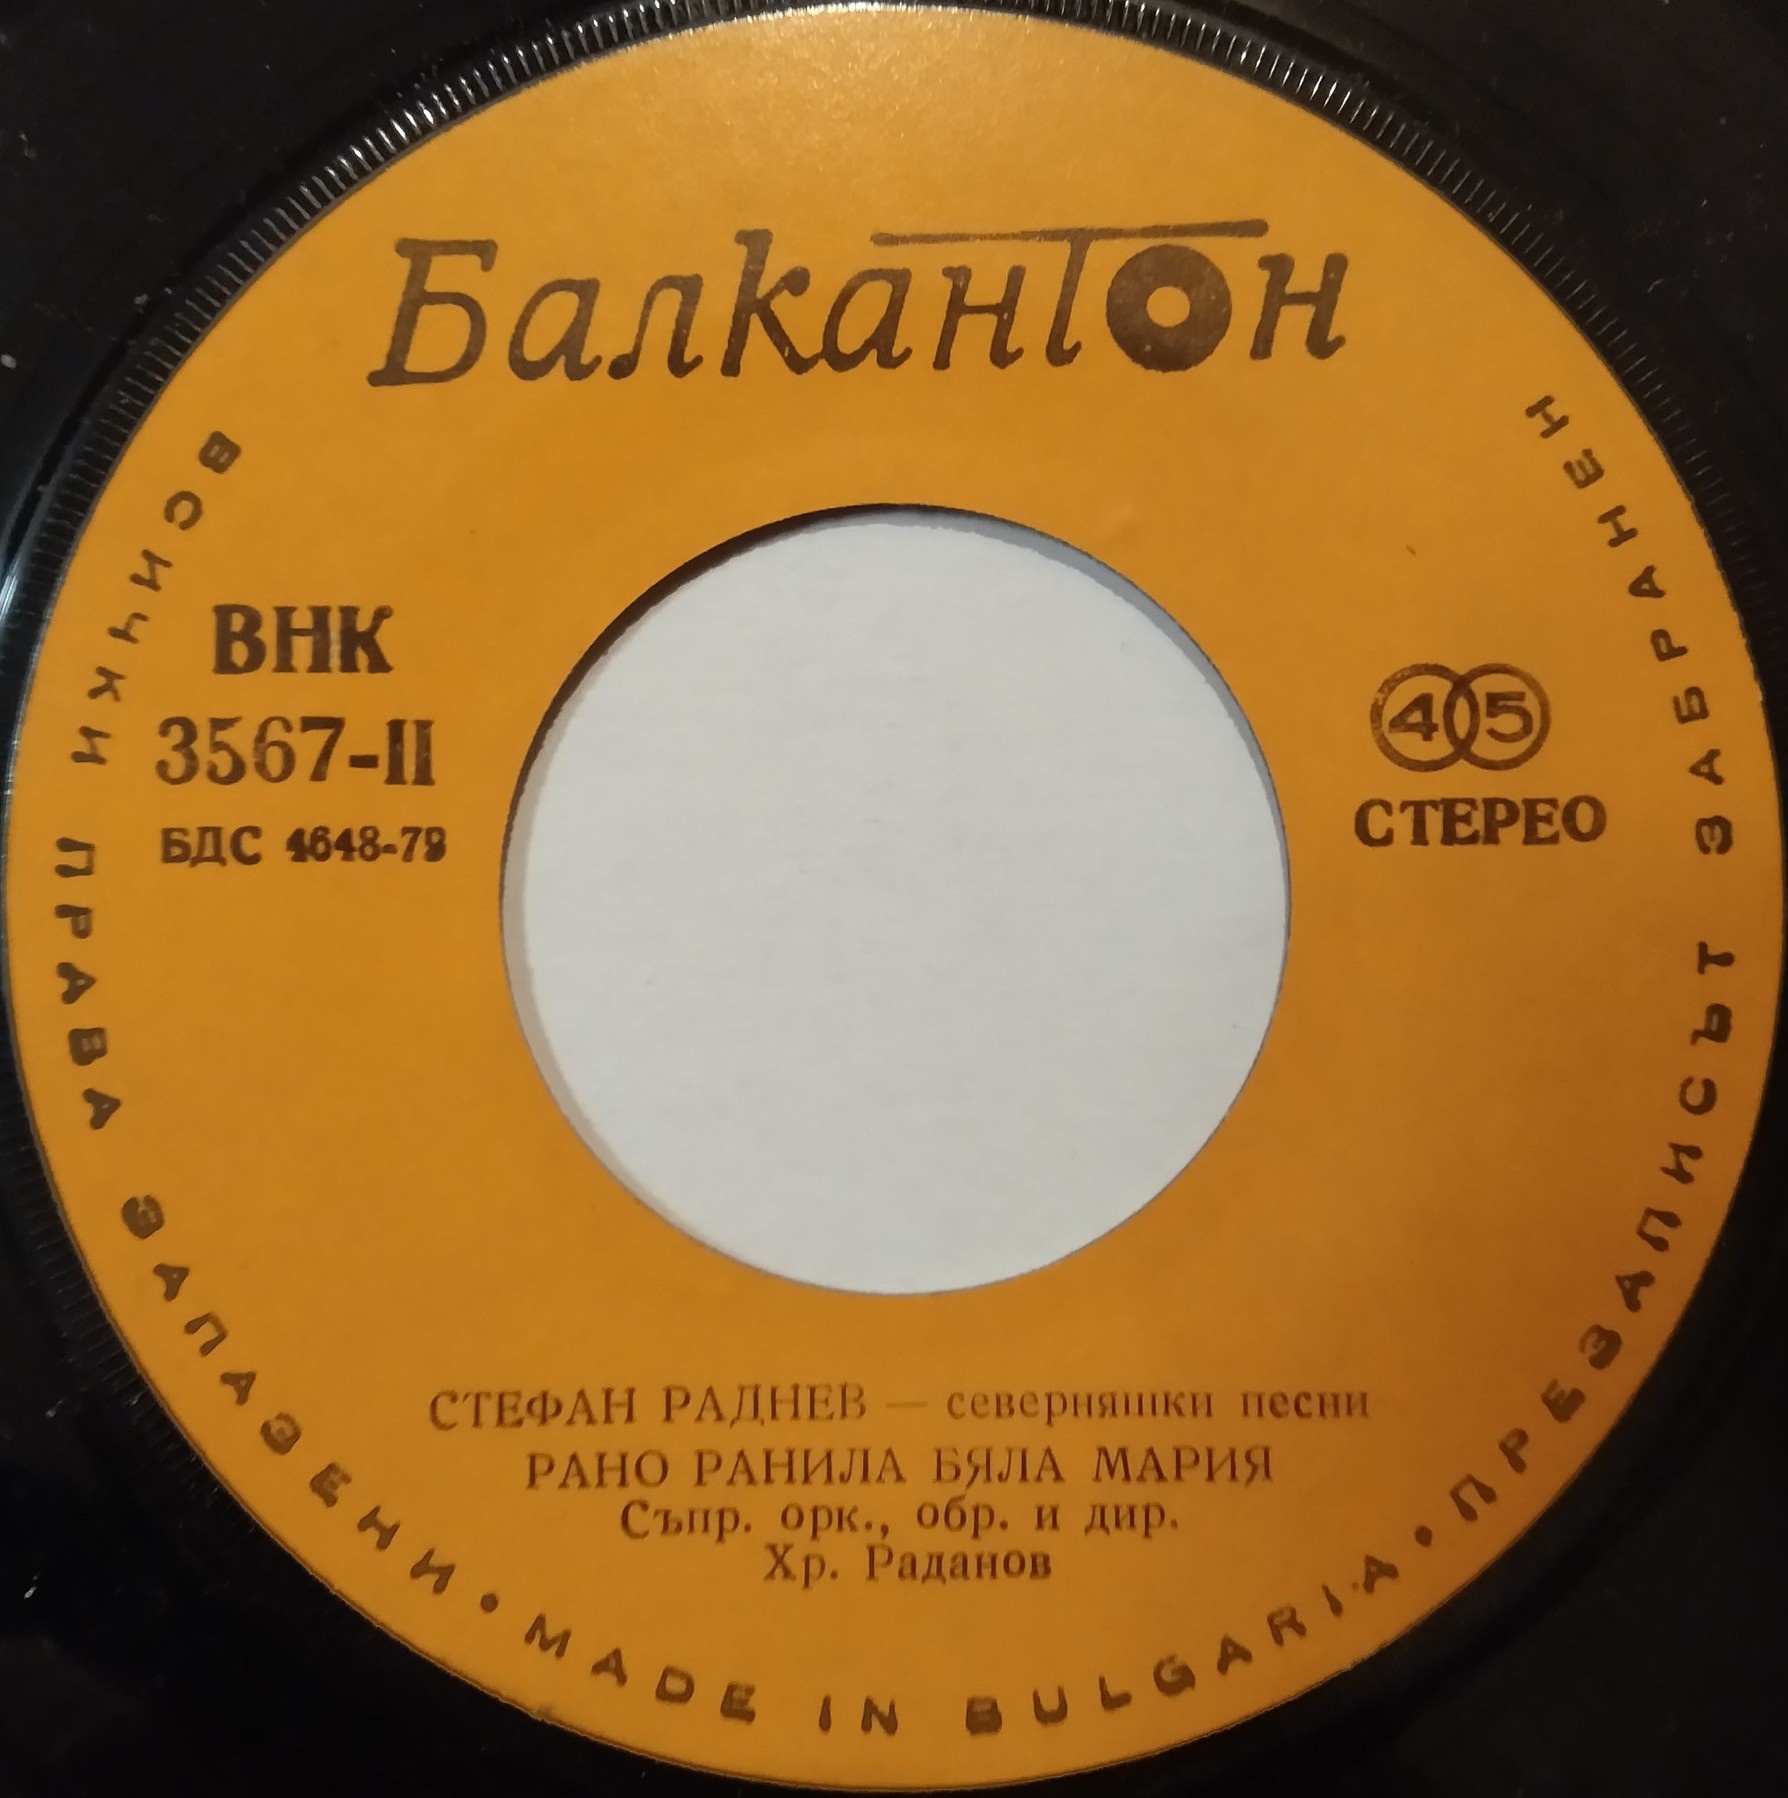 Балкантон
ВНК
3567-II
БДС 4648-79
45
СТЕРЕО
СТЕФАН РАДНЕВ — северняшки песни
РАНО РАНИЛА БЯЛА МАРИЯ
Съпр. орк., обр. и дир.
Хр. Раданов
ВСИЧКИ ПРАВА ЗАПАЗЕНИ • MADE IN BULGARIA • ПРЕЗАПИСЪТ ЗАБРАНЕН